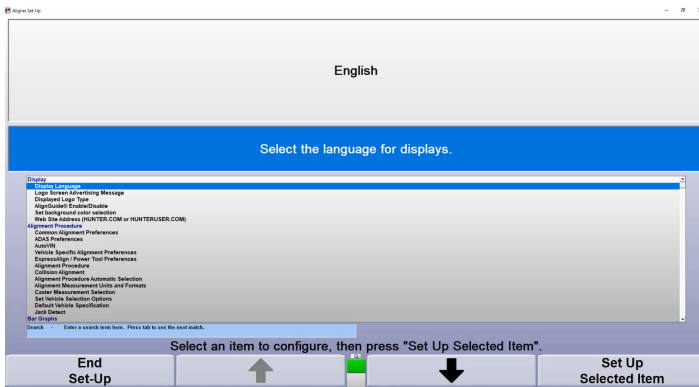 Aligner Set-Up
English
Select the language for displays.
Display
Display Language
Logo Screen Advertising Message
Displayed Logo Type
AlignGuide® Enable/Disable
Set background color selection
Web Site Address (HUNTER.COM or HUNTERUSER.COM)
Alignment Procedure
Common Alignment Preferences
ADAS Preferences
AutoVIN
Vehicle Specific Alignment Preferences
ExpressAlign / Power Tool Preferences
Alignment Procedure
Collision Alignment
Alignment Procedure Automatic Selection
Alignment Measurement Units and Formats
Caster Measurement Selection
Set Vehicle Selection Options
Default Vehicle Specification
Jack Detect
Bar Graphs
Search - Enter a search term here. Press tab to see the next match.
Select an item to configure, then press "Set Up Selected Item".
End
Set-Up
Set Up
Selected Item